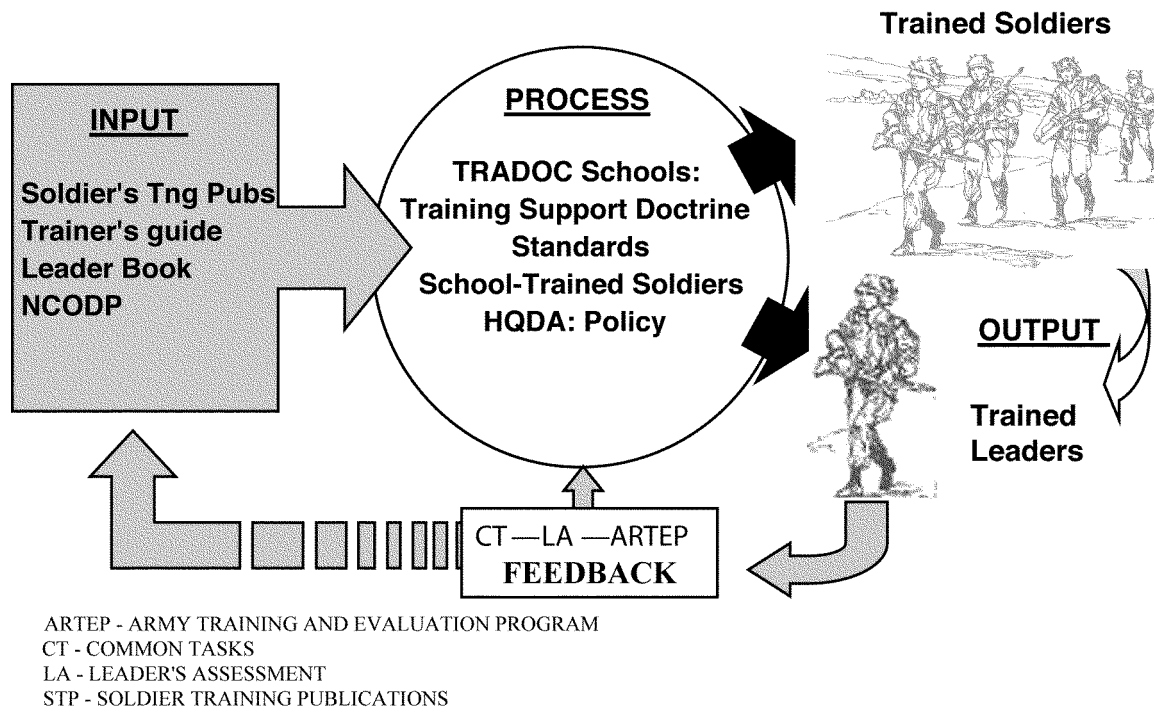 INPUT
Soldier's Tng Pubs
Trainer's guide
Leader Book
NCODP
PROCESS
TRADOC Schools:
Training Support Doctrine
Standards
School-Trained Soldiers
HQDA: Policy
Trained Soldiers
OUTPUT
Trained
Leaders
CT —LA —ARTEP
FEEDBACK
ARTEP - ARMY TRAINING AND EVALUATION PROGRAM
CT - COMMON TASKS
LA - LEADER'S ASSESSMENT
STP - SOLDIER TRAINING PUBLICATIONS